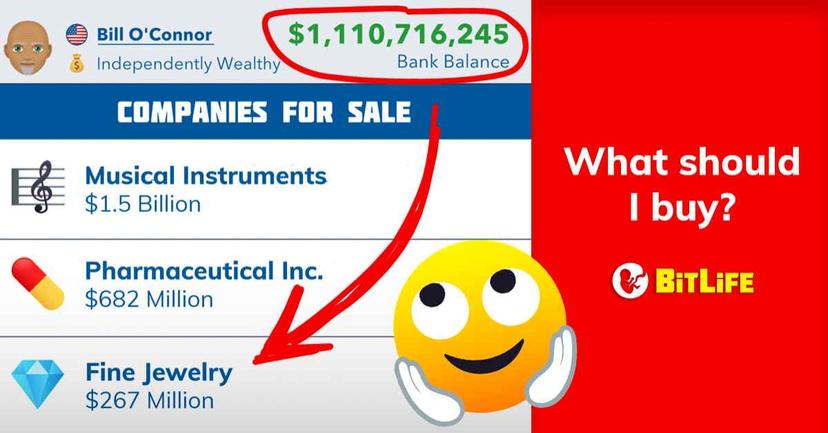 Bill O'Connor
$1,110,716,245
Independently Wealthy
Bank Balance
COMPANIES FOR SALE
Musical Instruments
$1.5 Billion
Pharmaceutical Inc.
$682 Million
Fine Jewelry
$267 Million
What should
I buy?
BITLIFE